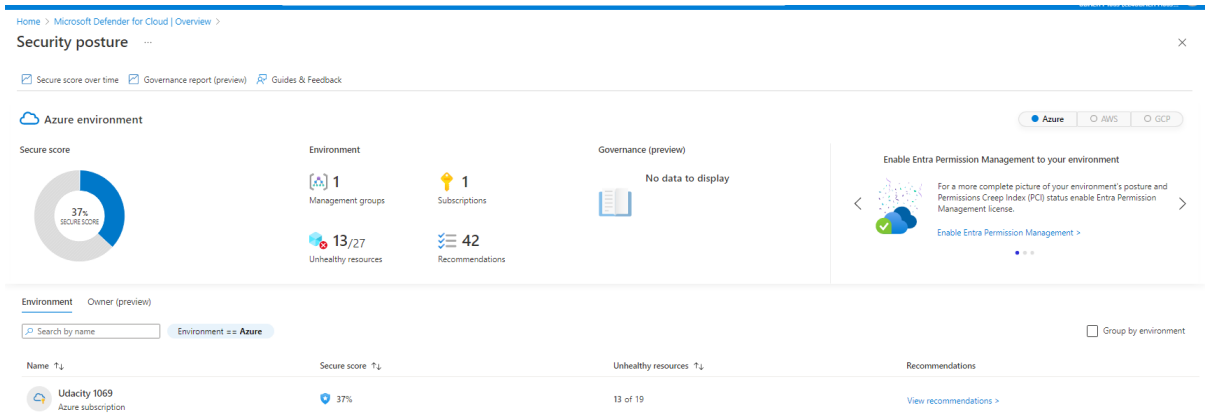 Home > Microsoft Defender for Cloud | Overview >
Security posture ...
Secure score over time Governance report (preview) Guides & Feedback
Azure environment
Azure AWS GCP
Secure score
37%
SECURE SCORE
Environment
1
Management groups
1
Subscriptions
13/27
Unhealthy resources
42
Recommendations
Governance (preview)
No data to display
Enable Entra Permission Management to your environment
For a more complete picture of your environment's posture and
Permissions Creep Index (PCI) status enable Entra Permission
Management license.
Enable Entra Permission Management >
Environment Owner (preview)
Search by name
Environment == Azure
Group by environment
Name ↑↓ Secure score ↑↓ Unhealthy resources ↑↓ Recommendations
Udacity 1069 37% 13 of 19 View recommendations >
Azure subscription